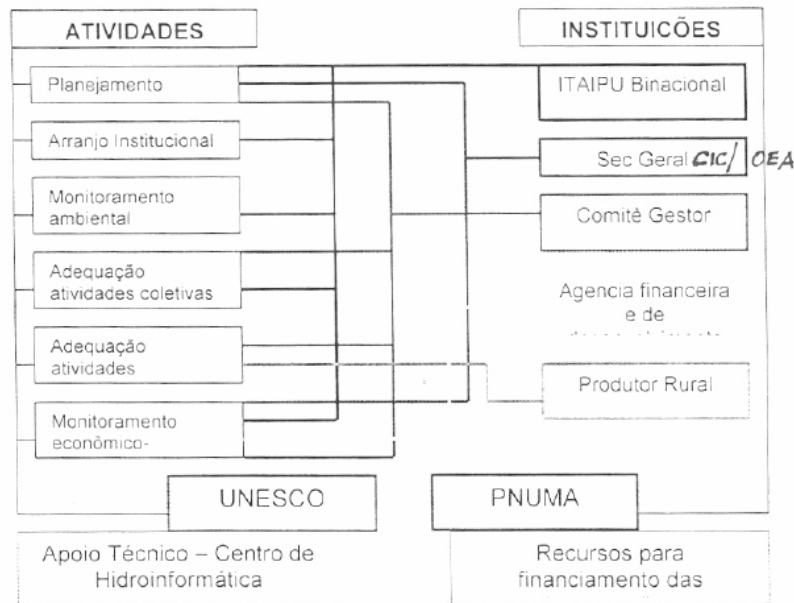 ATIVIDADES
Planejamento
Arranjo Institucional
Monitoramento
ambiental
Adequação
atividades coletivas
Adequação
atividades
Monitoramento
econômico-
INSTITUICÕES
ITAIPU Binacional
Sec Geral CIC/ OEA
Comitê Gestor
Agencia financeira
e de
Produtor Rural
UNESCO
PNUMA
Apoio Técnico – Centro de
Hidroinformática
Recursos para
financiamento das